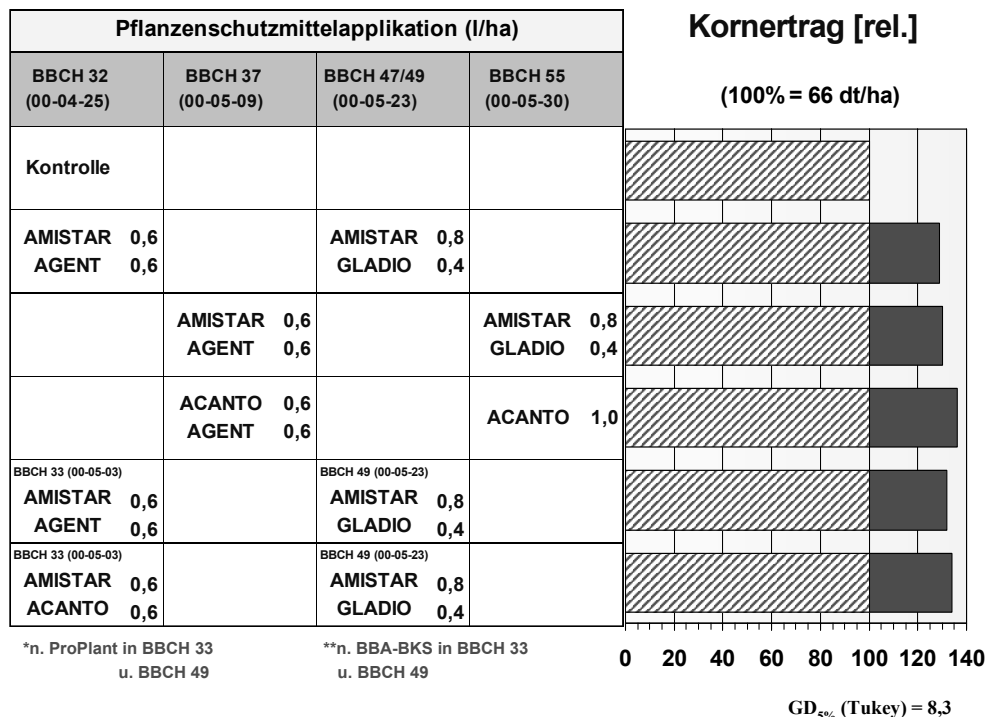 Pflanzenschutzmittelapplikation (l/ha)
Kornertrag [rel.]
(100% = 66 dt/ha)
BBCH 32 BBCH 37 BBCH 47/49 BBCH 55
(00-04-25) (00-05-09) (00-05-23) (00-05-30)
Kontrolle
AMISTAR 0,6 AMISTAR 0,8
AGENT 0,6 GLADIO 0,4
AMISTAR 0,6 AMISTAR 0,8
AGENT 0,6 GLADIO 0,4
ACANTO 0,6
AGENT 0,6
ACANTO 1,0
BBCH 33 (00-05-03) BBCH 49 (00-05-23)
AMISTAR 0,6 AMISTAR 0,8
AGENT 0,6 GLADIO 0,4
BBCH 33 (00-05-03) BBCH 49 (00-05-23)
AMISTAR 0,6 AMISTAR 0,8
ACANTO 0,6 GLADIO 0,4
*n. ProPlant in BBCH 33 **n. BBA-BKS in BBCH 33
u. BBCH 49 u. BBCH 49
0 20 40 60 80 100 120 140
GD5% (Tukey) = 8,3